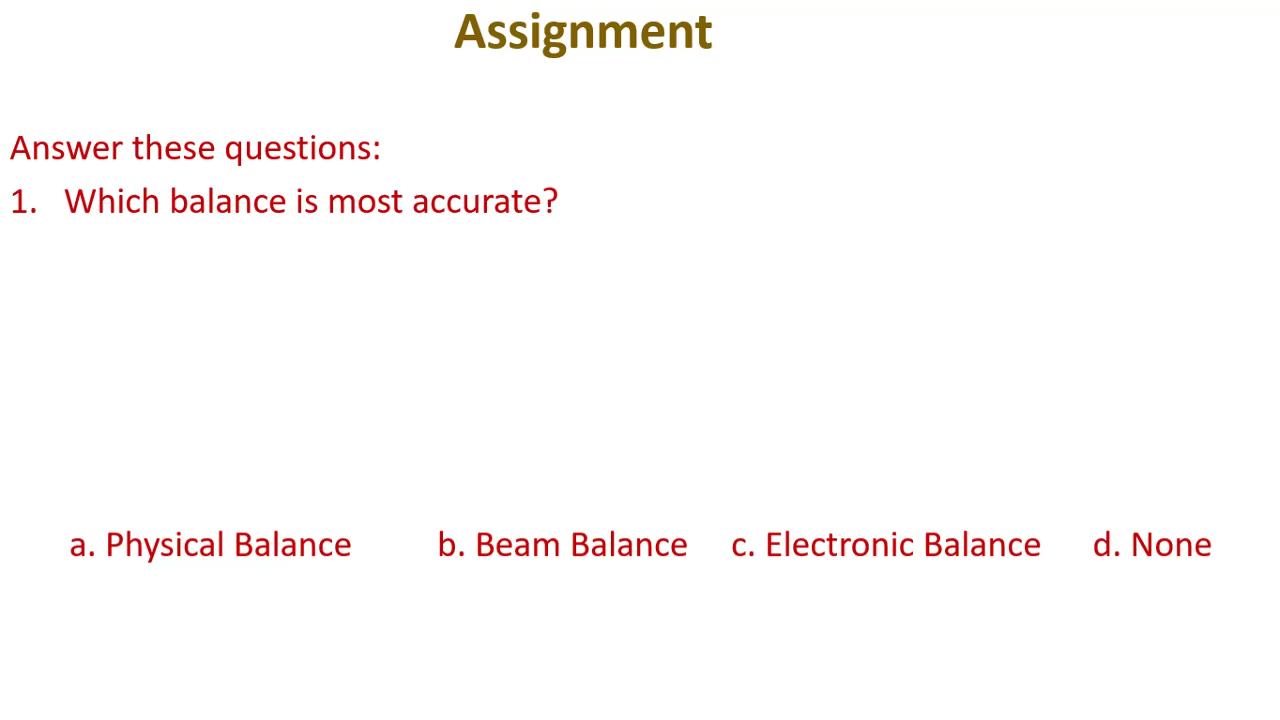 Assignment
Answer these questions:
1. Which balance is most accurate?
a. Physical Balance b. Beam Balance c. Electronic Balance d. None